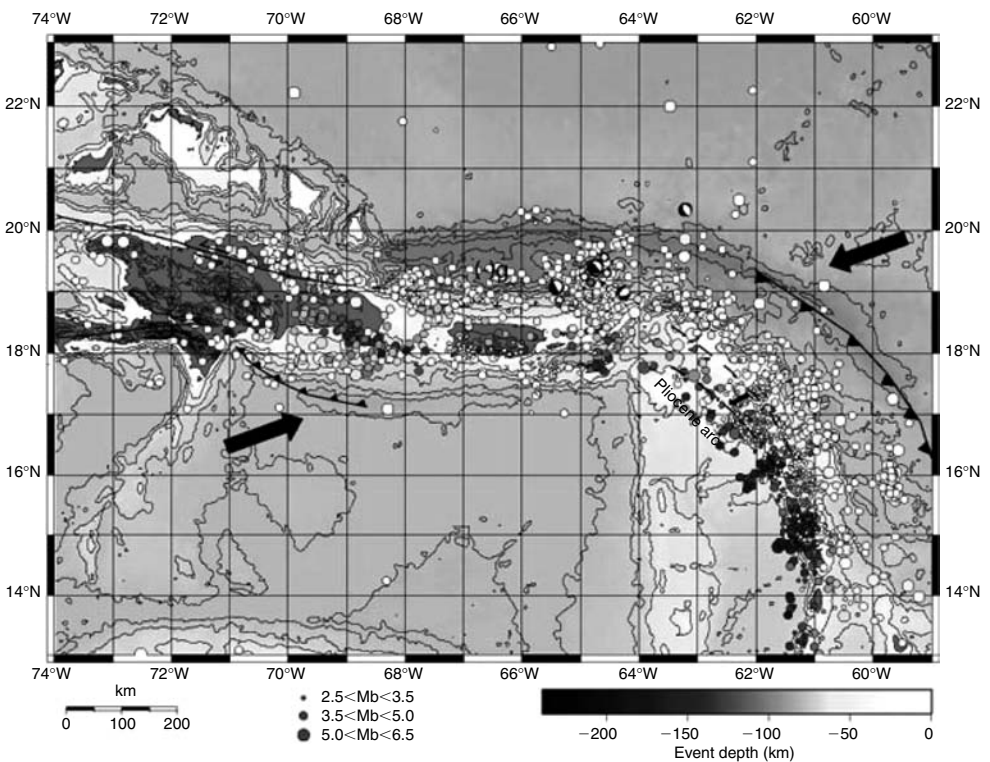 74°W 72°W 70°W 68°W 66°W 64°W 62°W 60°W
22°N 22°N
20°N 20°N
18°N 18°N
Pliocene arc
16°N 16°N
14°N 14°N
74°W 72°W 70°W 68°W 66°W 64°W 62°W 60°W
km
0 100 200
2.5<Mb<3.5
3.5<Mb<5.0
5.0<Mb<6.5
−200 −150 −100 −50 0
Event depth (km)